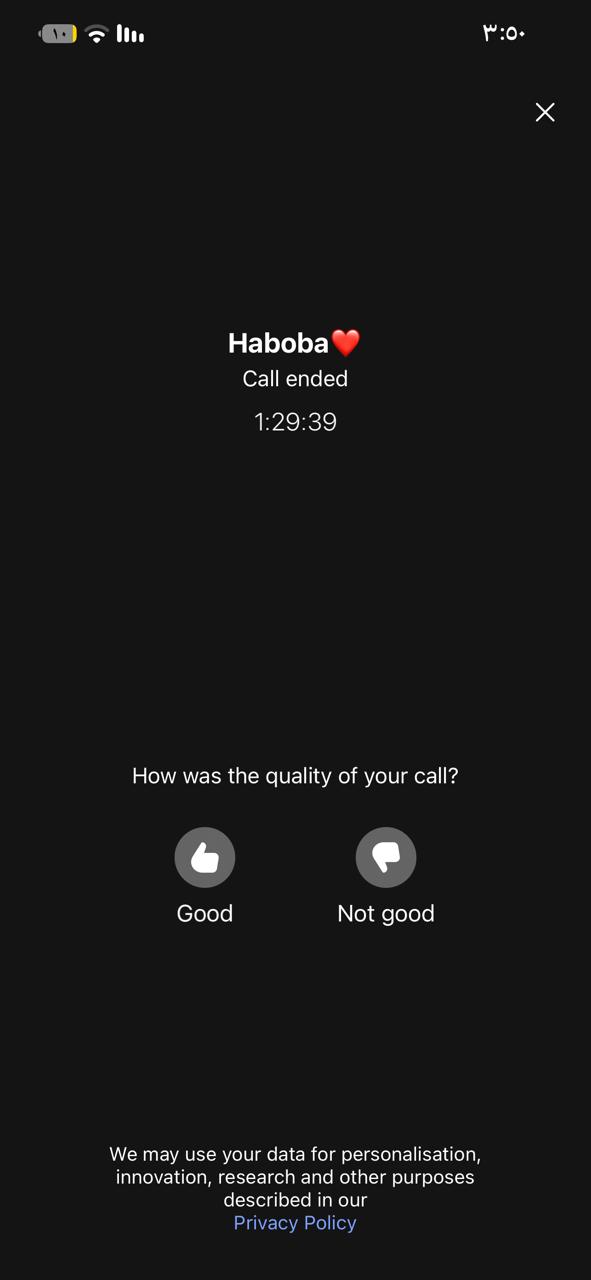 ١٠
٣:٥٠
Haboba❤️
Call ended
1:29:39
How was the quality of your call?
Good
Not good
We may use your data for personalisation,
innovation, research and other purposes
described in our
Privacy Policy